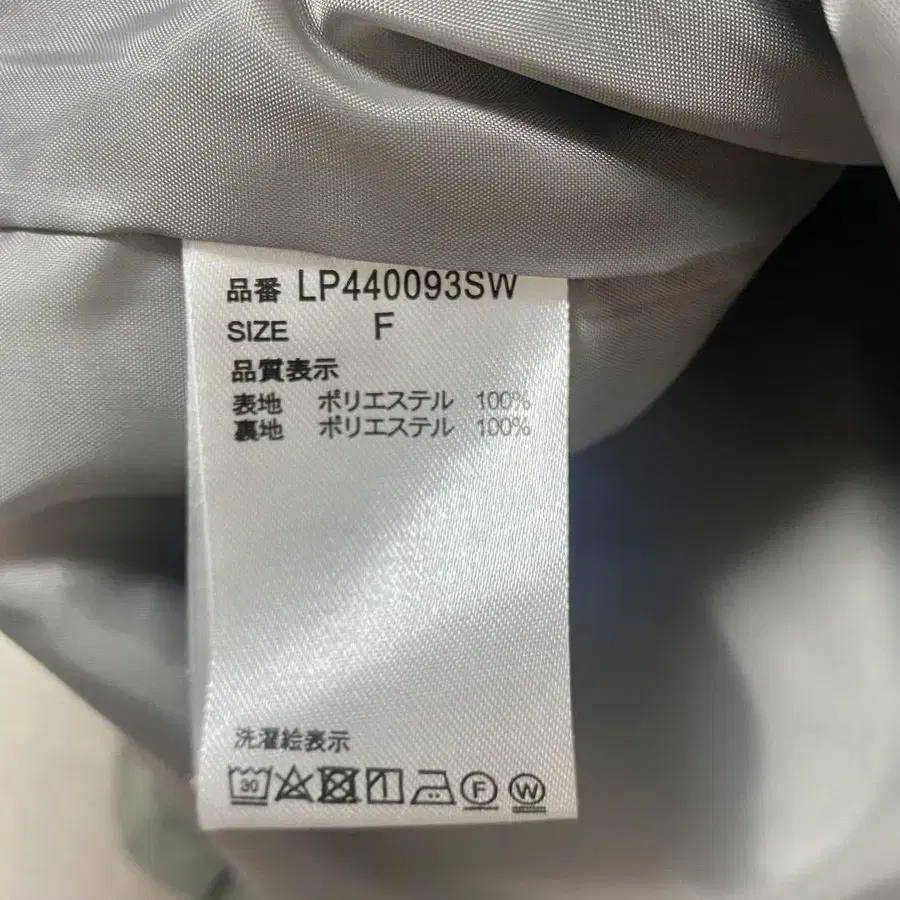 品番 LP440093SW
SIZE F
品質表示
表地 ポリエステル 100%
裏地 ポリエステル 100%
洗濯絵表示
30 F W